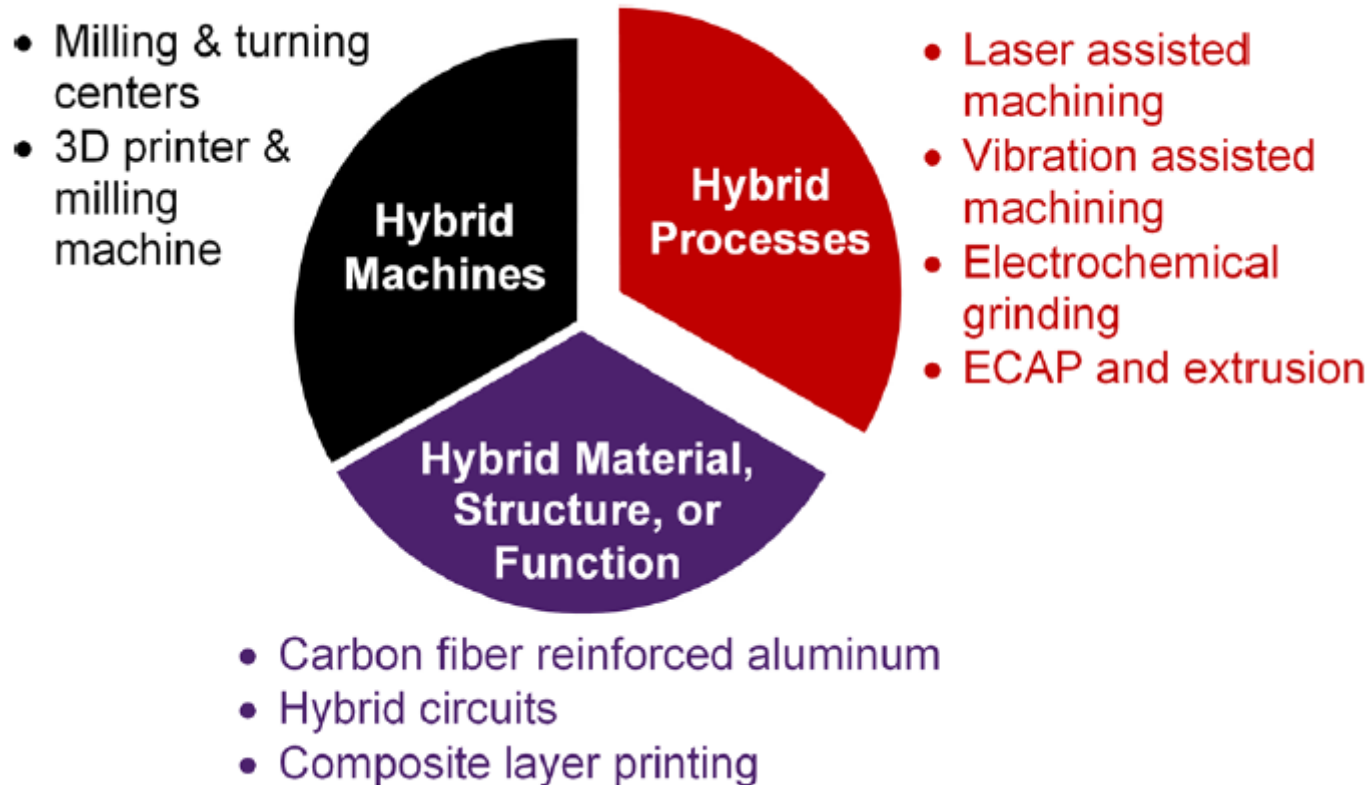 • Milling & turning
centers
• 3D printer &
milling
machine
Hybrid
Machines
Hybrid
Processes
• Laser assisted
machining
• Vibration assisted
machining
• Electrochemical
grinding
• ECAP and extrusion
Hybrid Material,
Structure, or
Function
• Carbon fiber reinforced aluminum
• Hybrid circuits
• Composite layer printing